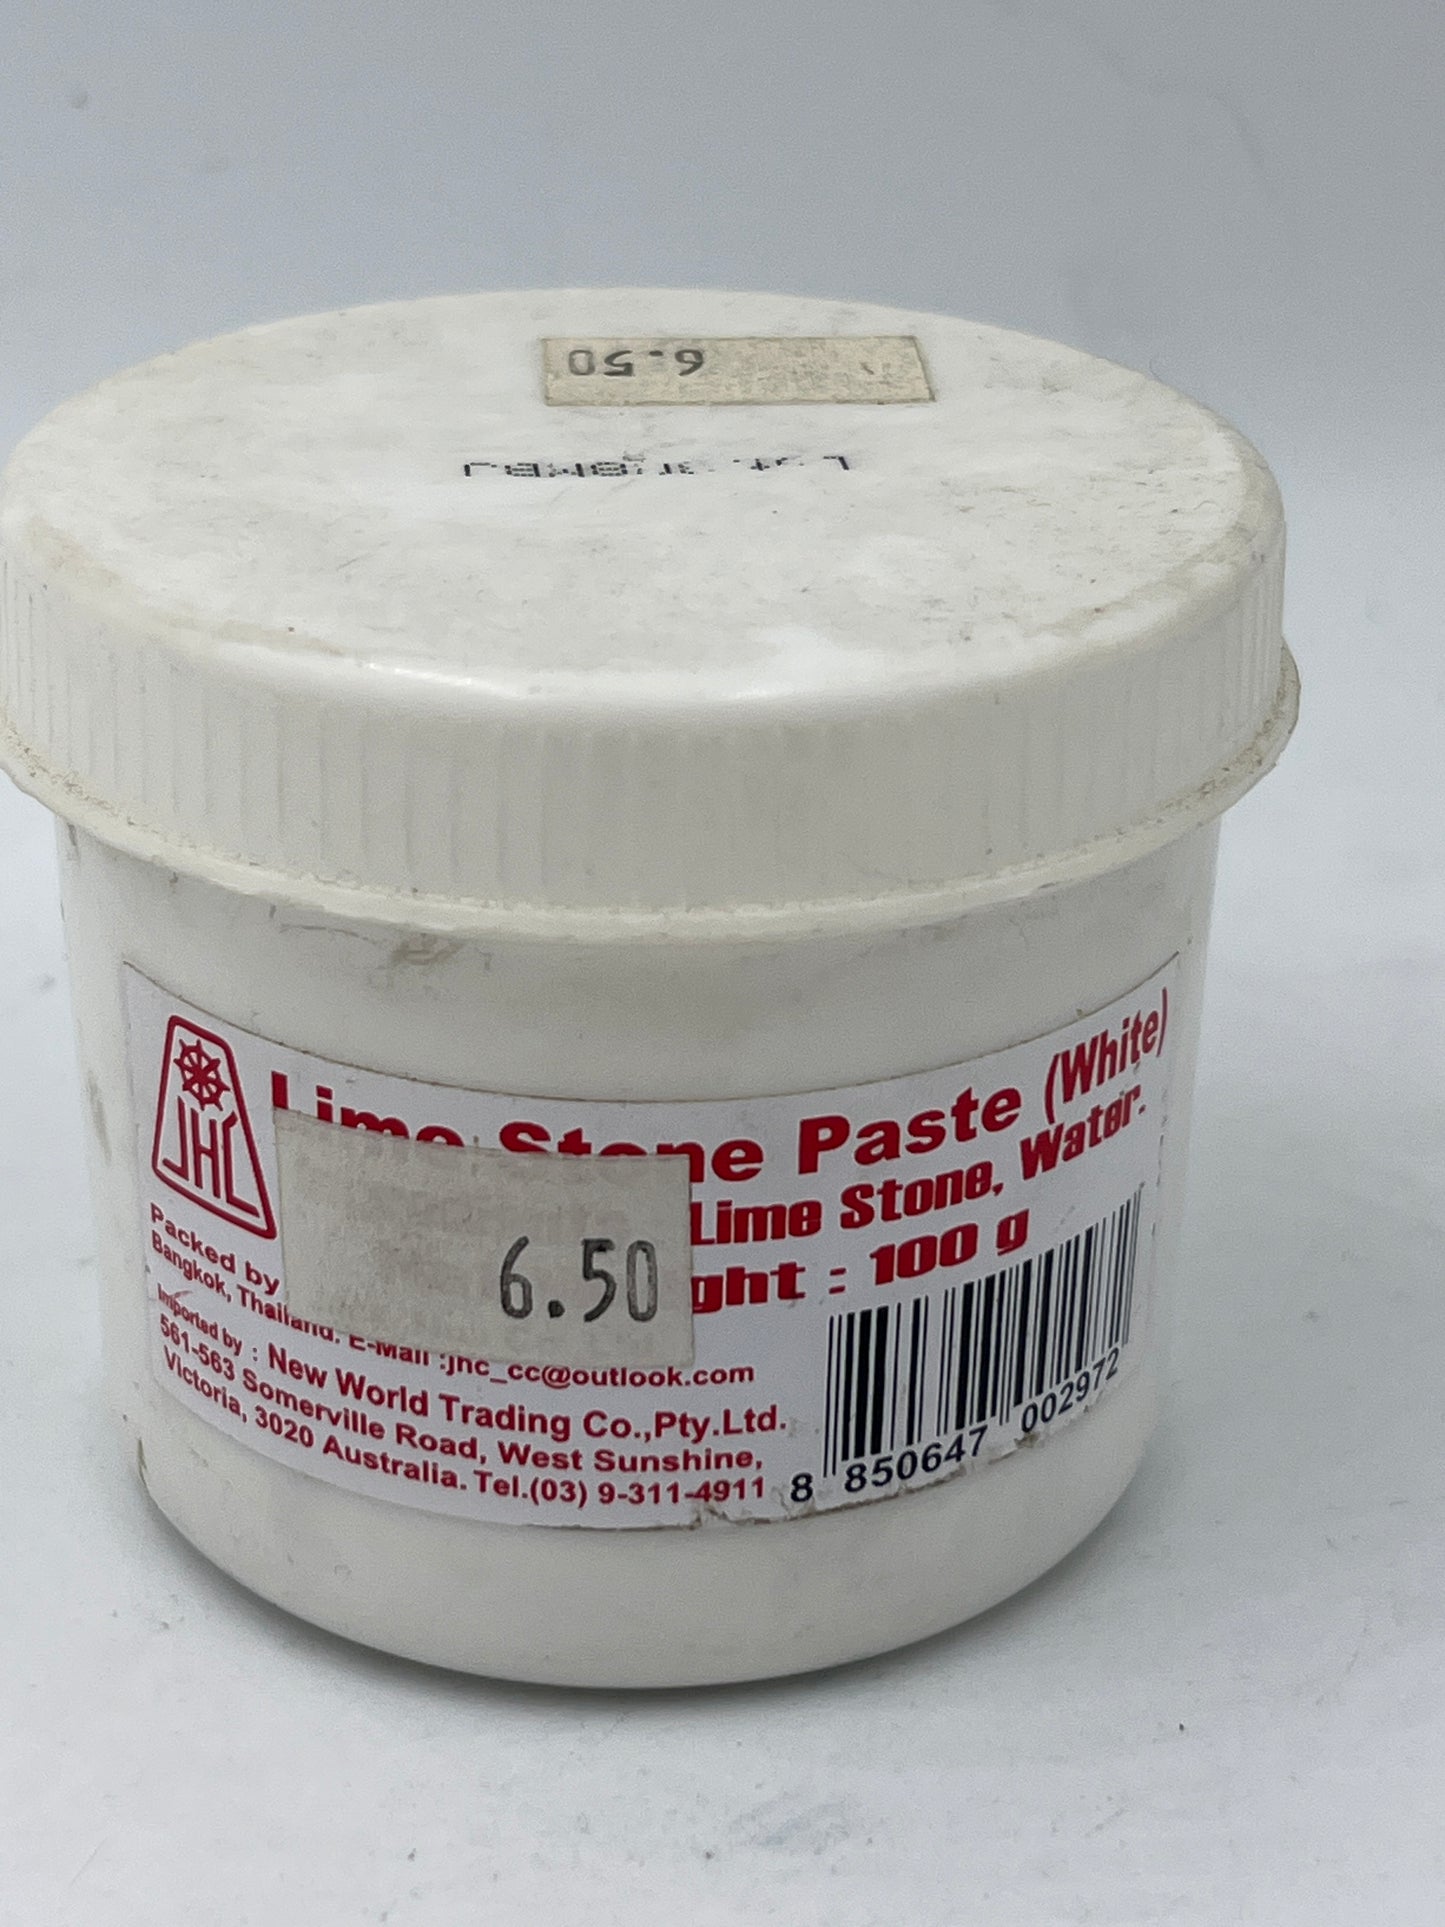 6.50
Lot.
JHC
Lime Stone Paste (White)
Lime Stone, Water.
ght : 100 g
6.50
Packed by
Bangkok, Thailand. E-Mail :jhc_cc@outlook.com
Imported by : New World Trading Co.,Pty.Ltd.
561-563 Somerville Road, West Sunshine,
Victoria, 3020 Australia. Tel.(03) 9-311-4911
8 850647 002972